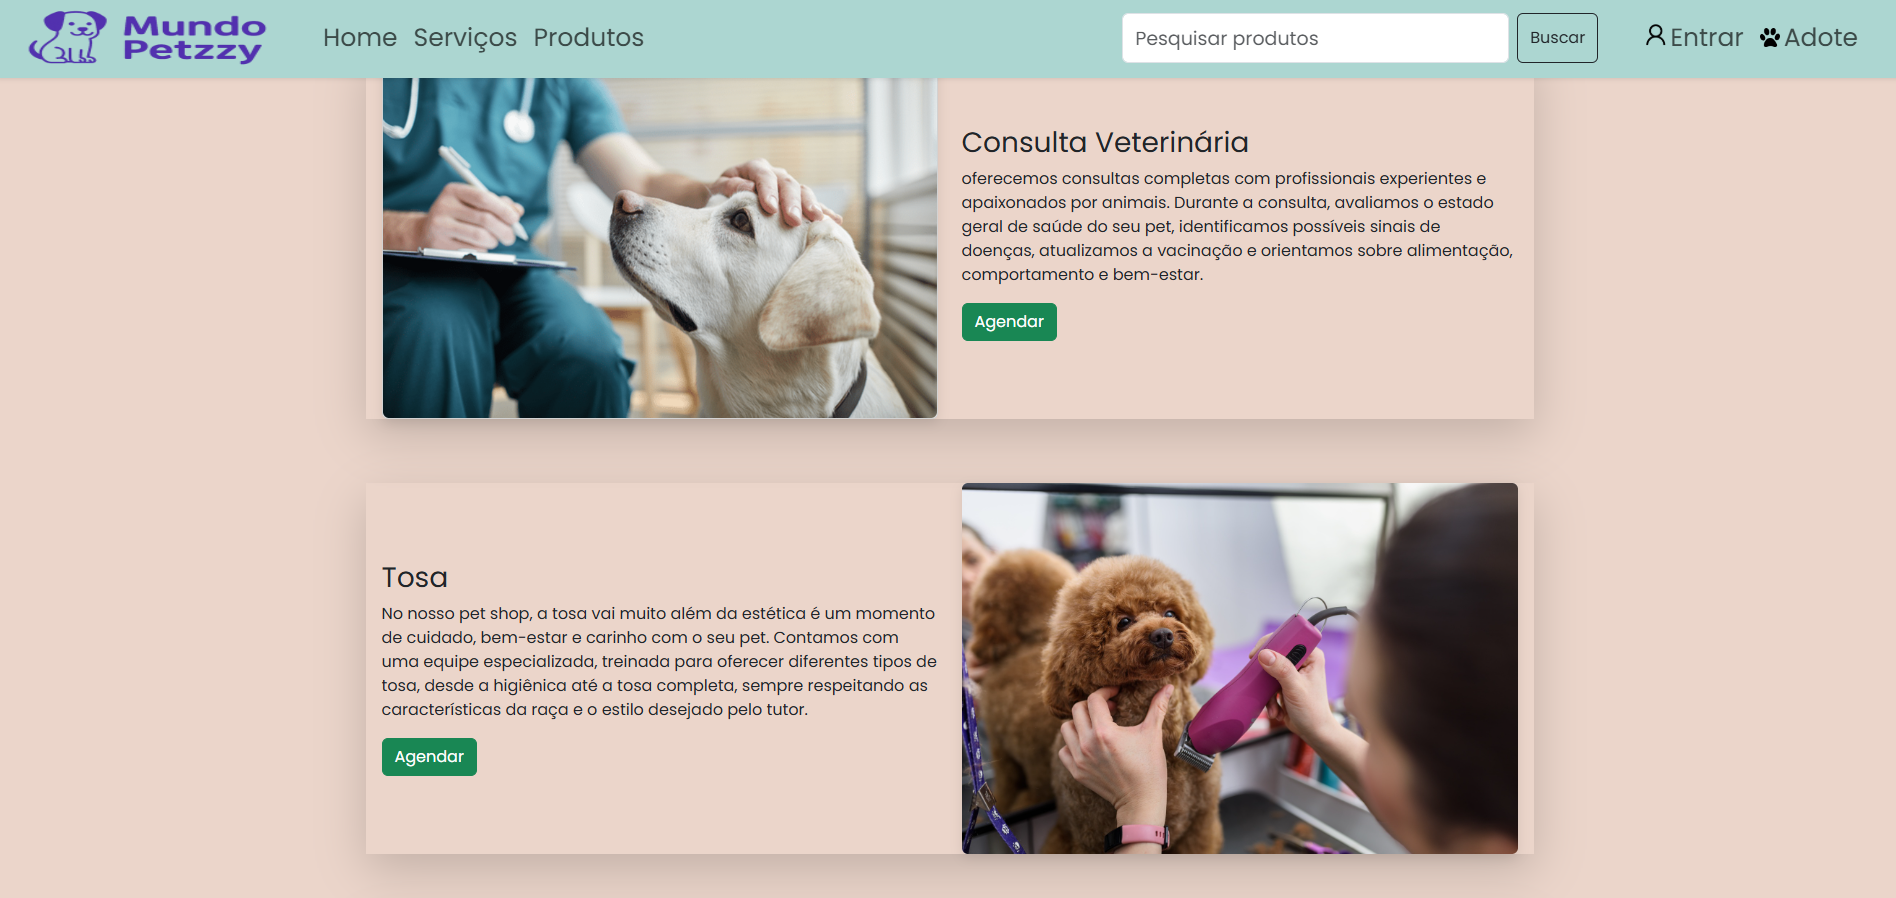 Mundo
Petzzy
Home Serviços Produtos
Pesquisar produtos
Buscar
Entrar
Adote
Consulta Veterinária
oferecemos consultas completas com profissionais experientes e
apaixonados por animais. Durante a consulta, avaliamos o estado
geral de saúde do seu pet, identificamos possíveis sinais de
doenças, atualizamos a vacinação e orientamos sobre alimentação,
comportamento e bem-estar.
Agendar
Tosa
No nosso pet shop, a tosa vai muito além da estética é um momento
de cuidado, bem-estar e carinho com o seu pet. Contamos com
uma equipe especializada, treinada para oferecer diferentes tipos de
tosa, desde a higiênica até a tosa completa, sempre respeitando as
características da raça e o estilo desejado pelo tutor.
Agendar